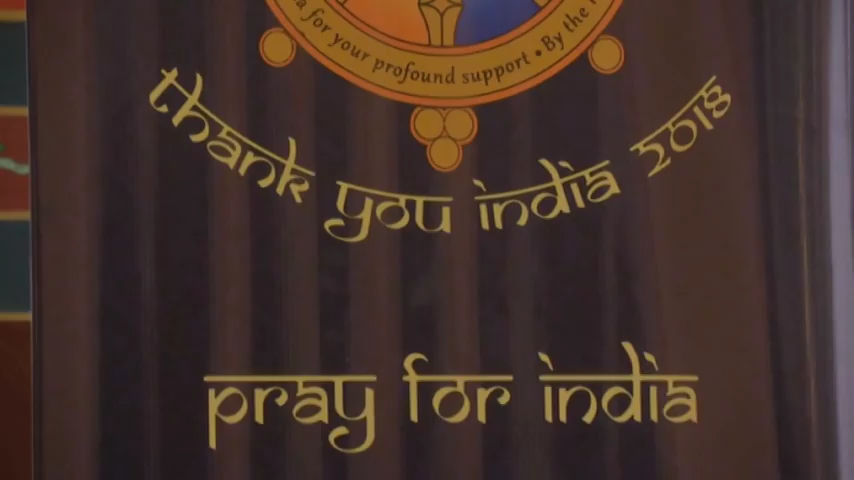 for your profound support • By the
thank you india 2018
pray for india